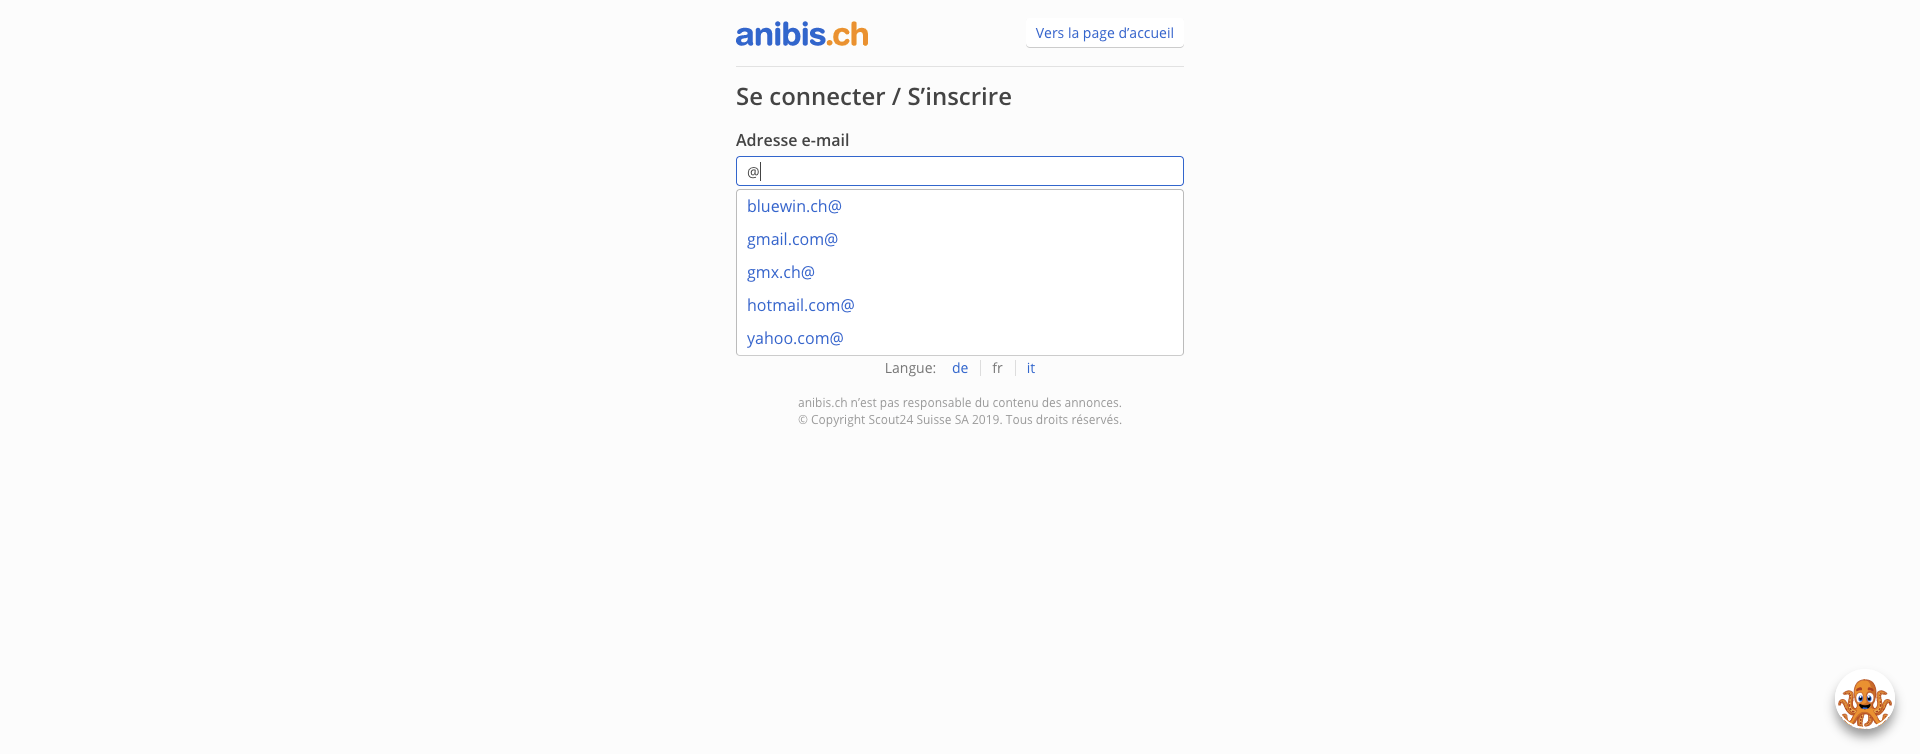 anibis.ch
Vers la page d’accueil
Se connecter / S’inscrire
Adresse e-mail
@
bluewin.ch@
gmail.com@
gmx.ch@
hotmail.com@
yahoo.com@
Langue: de fr it
anibis.ch n’est pas responsable du contenu des annonces.
© Copyright Scout24 Suisse SA 2019. Tous droits réservés.